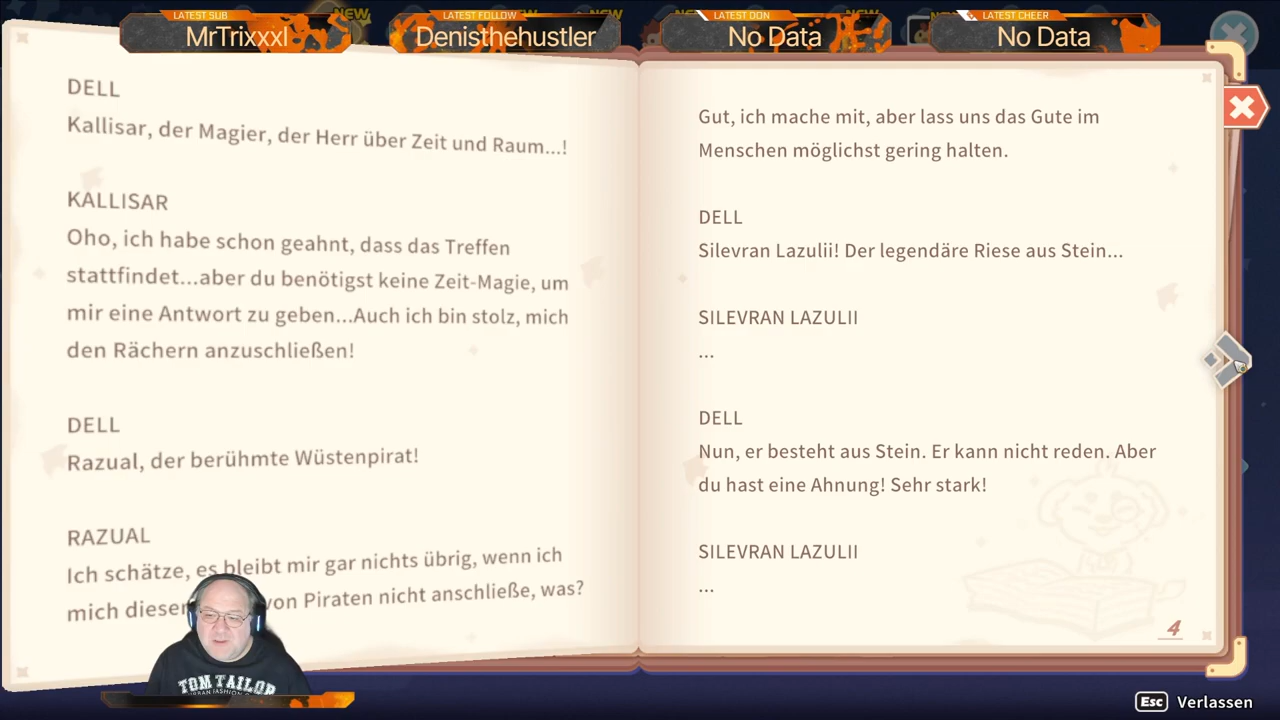 LATEST SUB
MrTrixxxl
NEW
LATEST FOLLOW
Denisthehustler
NEW
LATEST DON
No Data
NEW
LATEST CHEER
No Data
DELL
Kallisar, der Magier, der Herr über Zeit und Raum...!
KALLISAR
Oho, ich habe schon geahnt, dass das Treffen
stattfindet...aber du benötigst keine Zeit-Magie, um
mir eine Antwort zu geben...Auch ich bin stolz, mich
den Rächern anzuschließen!
DELL
Razual, der berühmte Wüstenpirat!
RAZUAL
Ich schätze, es bleibt mir gar nichts übrig, wenn ich
mich von Piraten nicht anschließe, was?
Gut, ich mache mit, aber lass uns das Gute im
Menschen möglichst gering halten.
DELL
Silevran Lazulii! Der legendäre Riese aus Stein...
SILEVRAN LAZULII
...
DELL
Nun, er besteht aus Stein. Er kann nicht reden. Aber
du hast eine Ahnung! Sehr stark!
SILEVRAN LAZULII
...
4
TOM TAILOR
Esc Verlassen